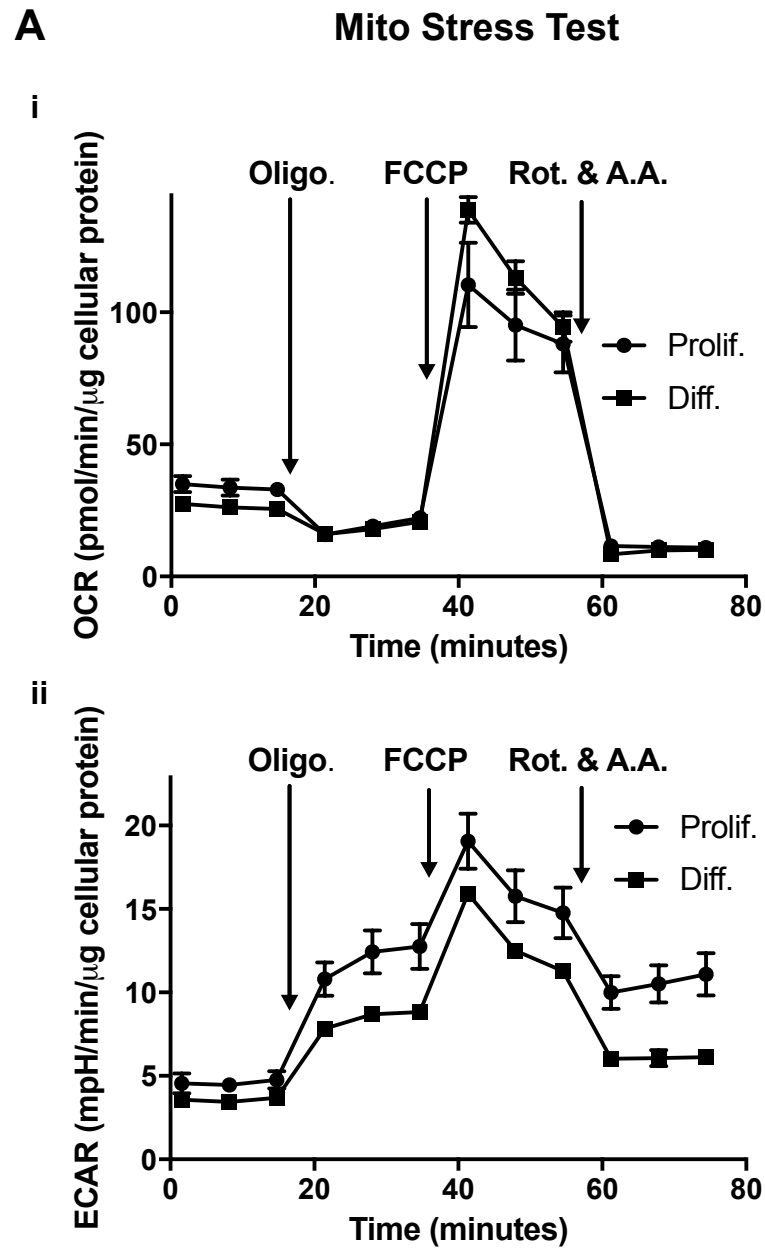 A
Mito Stress Test
i
OCR (pmol/min/μg cellular protein)
Oligo.
FCCP
Rot. & A.A.
100
50
0
Prolif.
Diff.
0
20
40
60
80
Time (minutes)
ii
ECAR (mpH/min/μg cellular protein)
Oligo.
FCCP
Rot. & A.A.
20
15
10
5
0
Prolif.
Diff.
0
20
40
60
80
Time (minutes)